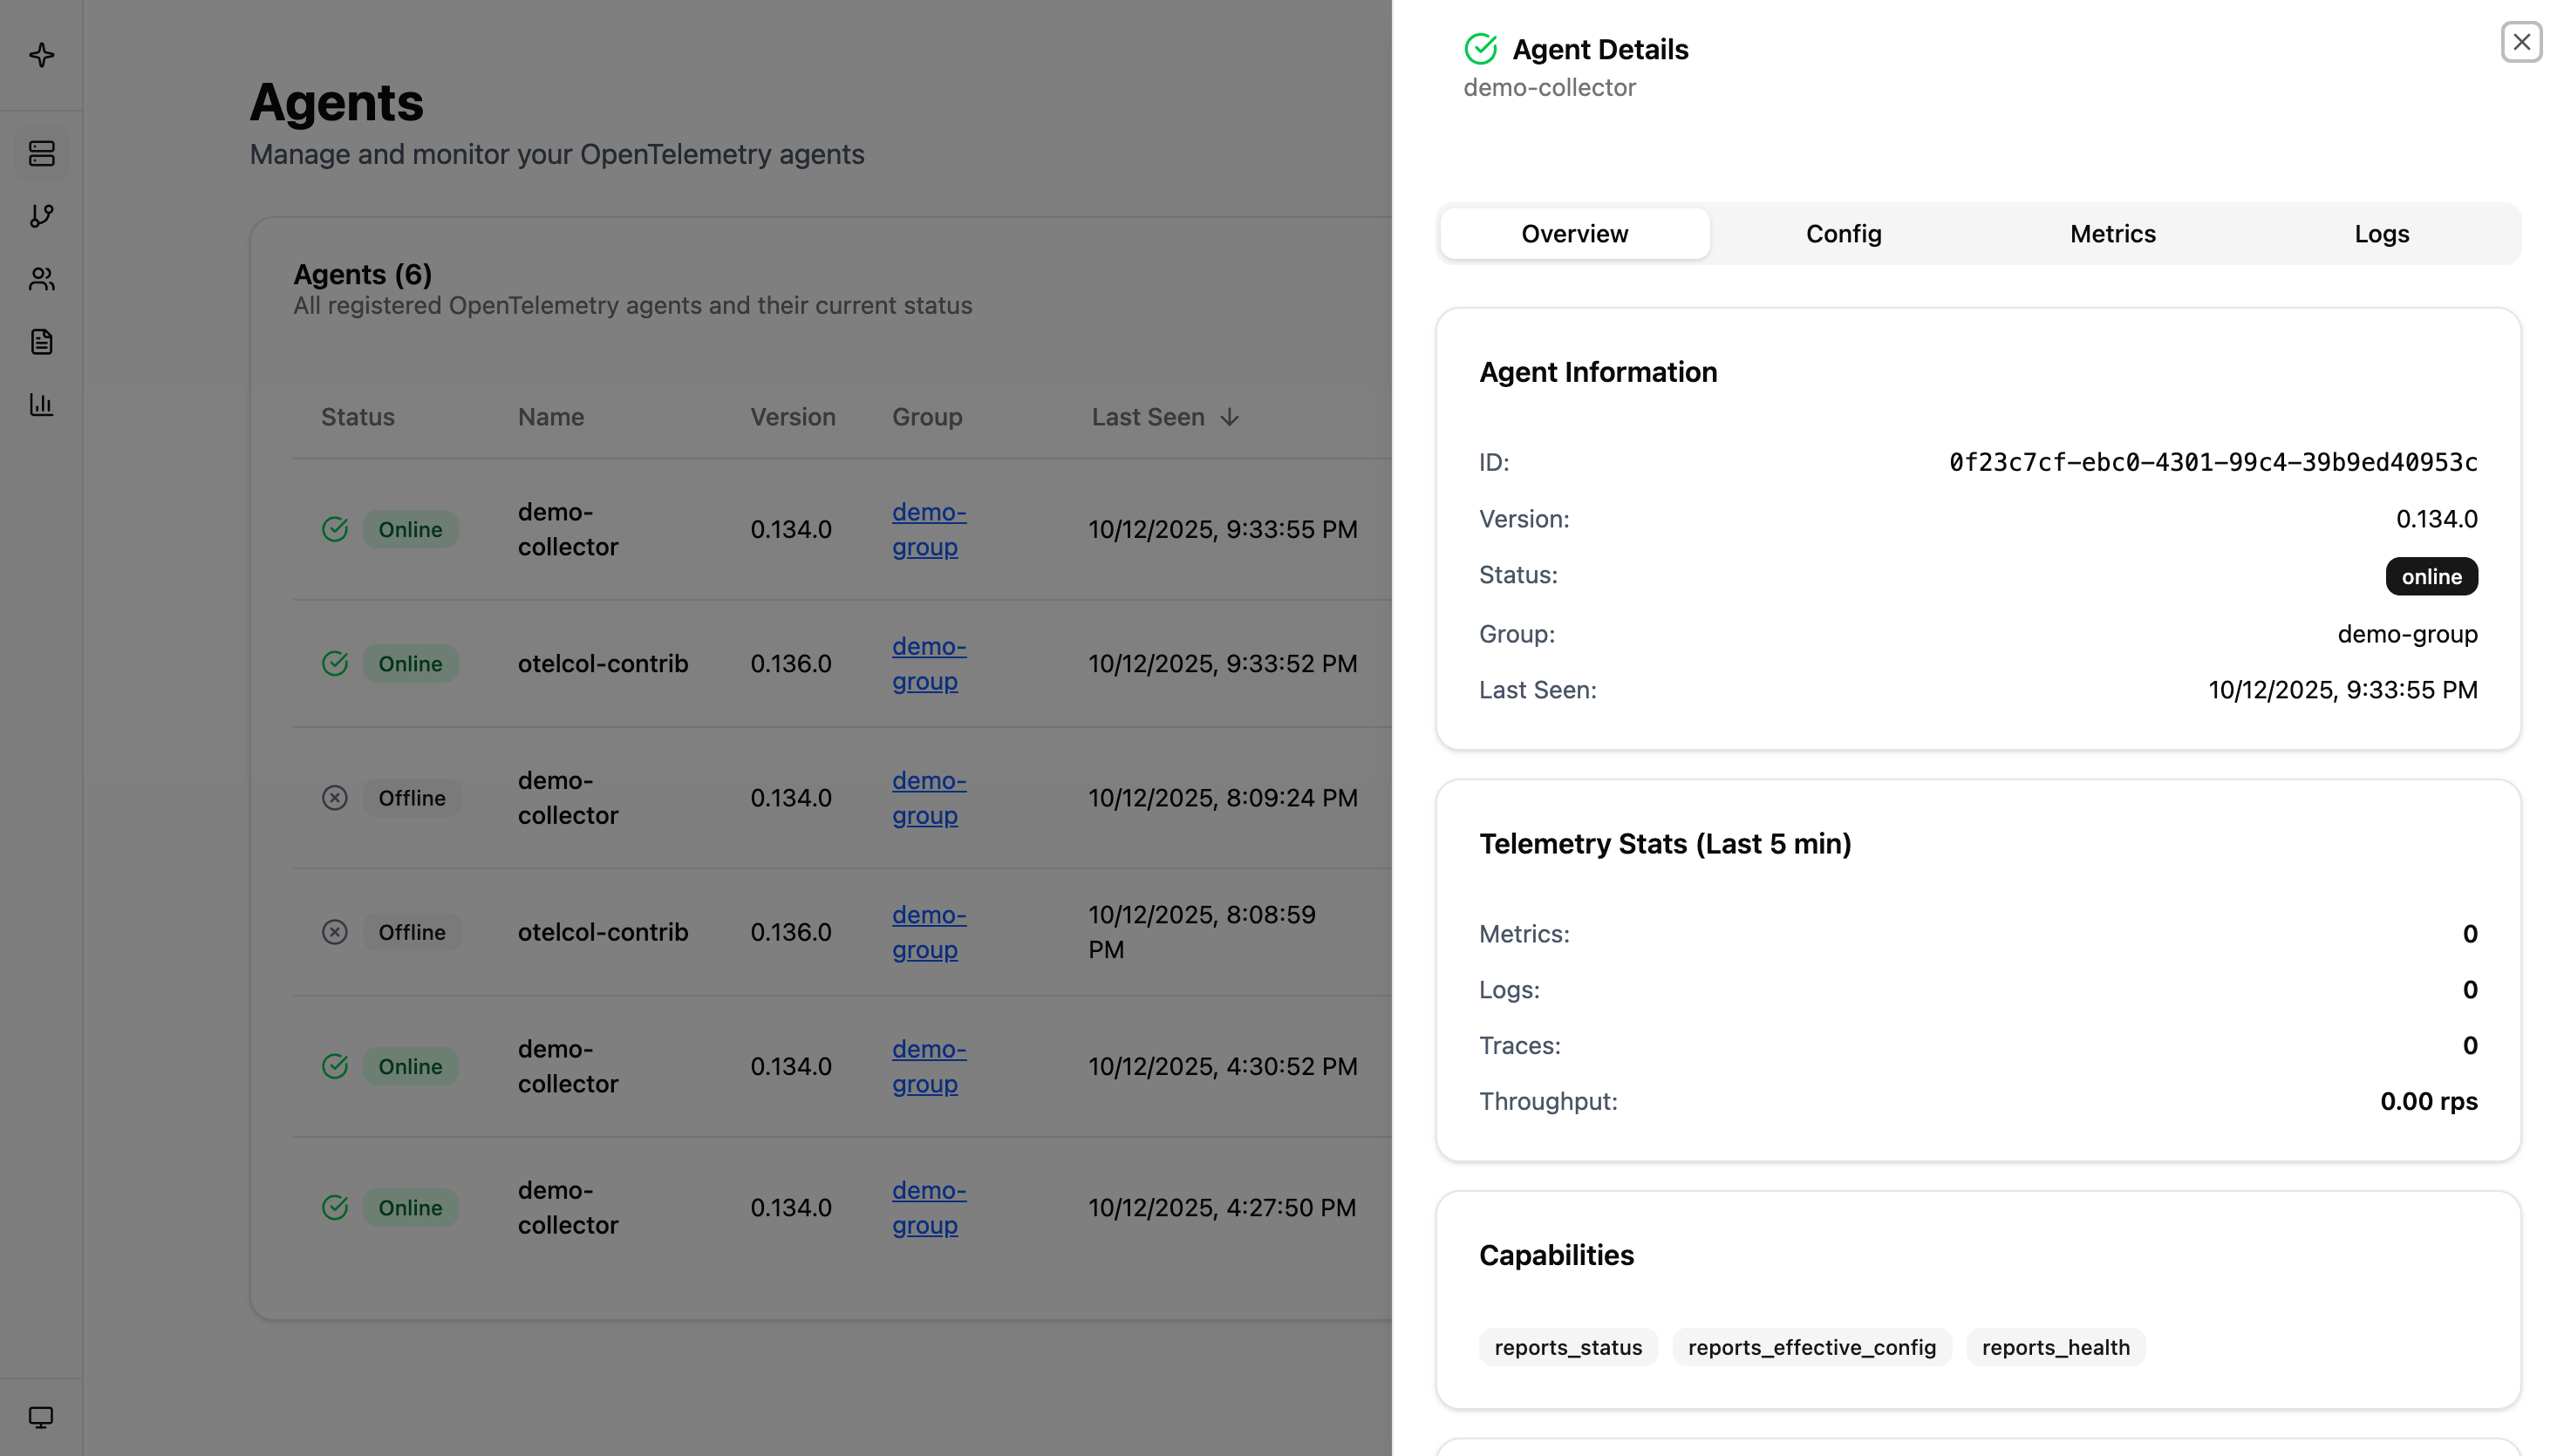 Agents
Manage and monitor your OpenTelemetry agents
Agents (6)
All registered OpenTelemetry agents and their current status
Status Name Version Group Last Seen
Online demo-collector 0.134.0 demo-group 10/12/2025, 9:33:55 PM
Online otelcol-contrib 0.136.0 demo-group 10/12/2025, 9:33:52 PM
Offline demo-collector 0.134.0 demo-group 10/12/2025, 8:09:24 PM
Offline otelcol-contrib 0.136.0 demo-group 10/12/2025, 8:08:59 PM
Online demo-collector 0.134.0 demo-group 10/12/2025, 4:30:52 PM
Online demo-collector 0.134.0 demo-group 10/12/2025, 4:27:50 PM
Agent Details
demo-collector
Overview Config Metrics Logs
Agent Information
ID: 0f23c7cf-ebc0-4301-99c4-39b9ed40953c
Version: 0.134.0
Status: online
Group: demo-group
Last Seen: 10/12/2025, 9:33:55 PM
Telemetry Stats (Last 5 min)
Metrics: 0
Logs: 0
Traces: 0
Throughput: 0.00 rps
Capabilities
reports_status reports_effective_config reports_health